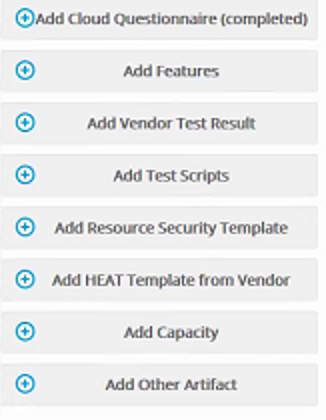 Add Cloud Questionnaire (completed)
Add Features
Add Vendor Test Result
Add Test Scripts
Add Resource Security Template
Add HEAT Template from Vendor
Add Capacity
Add Other Artifact